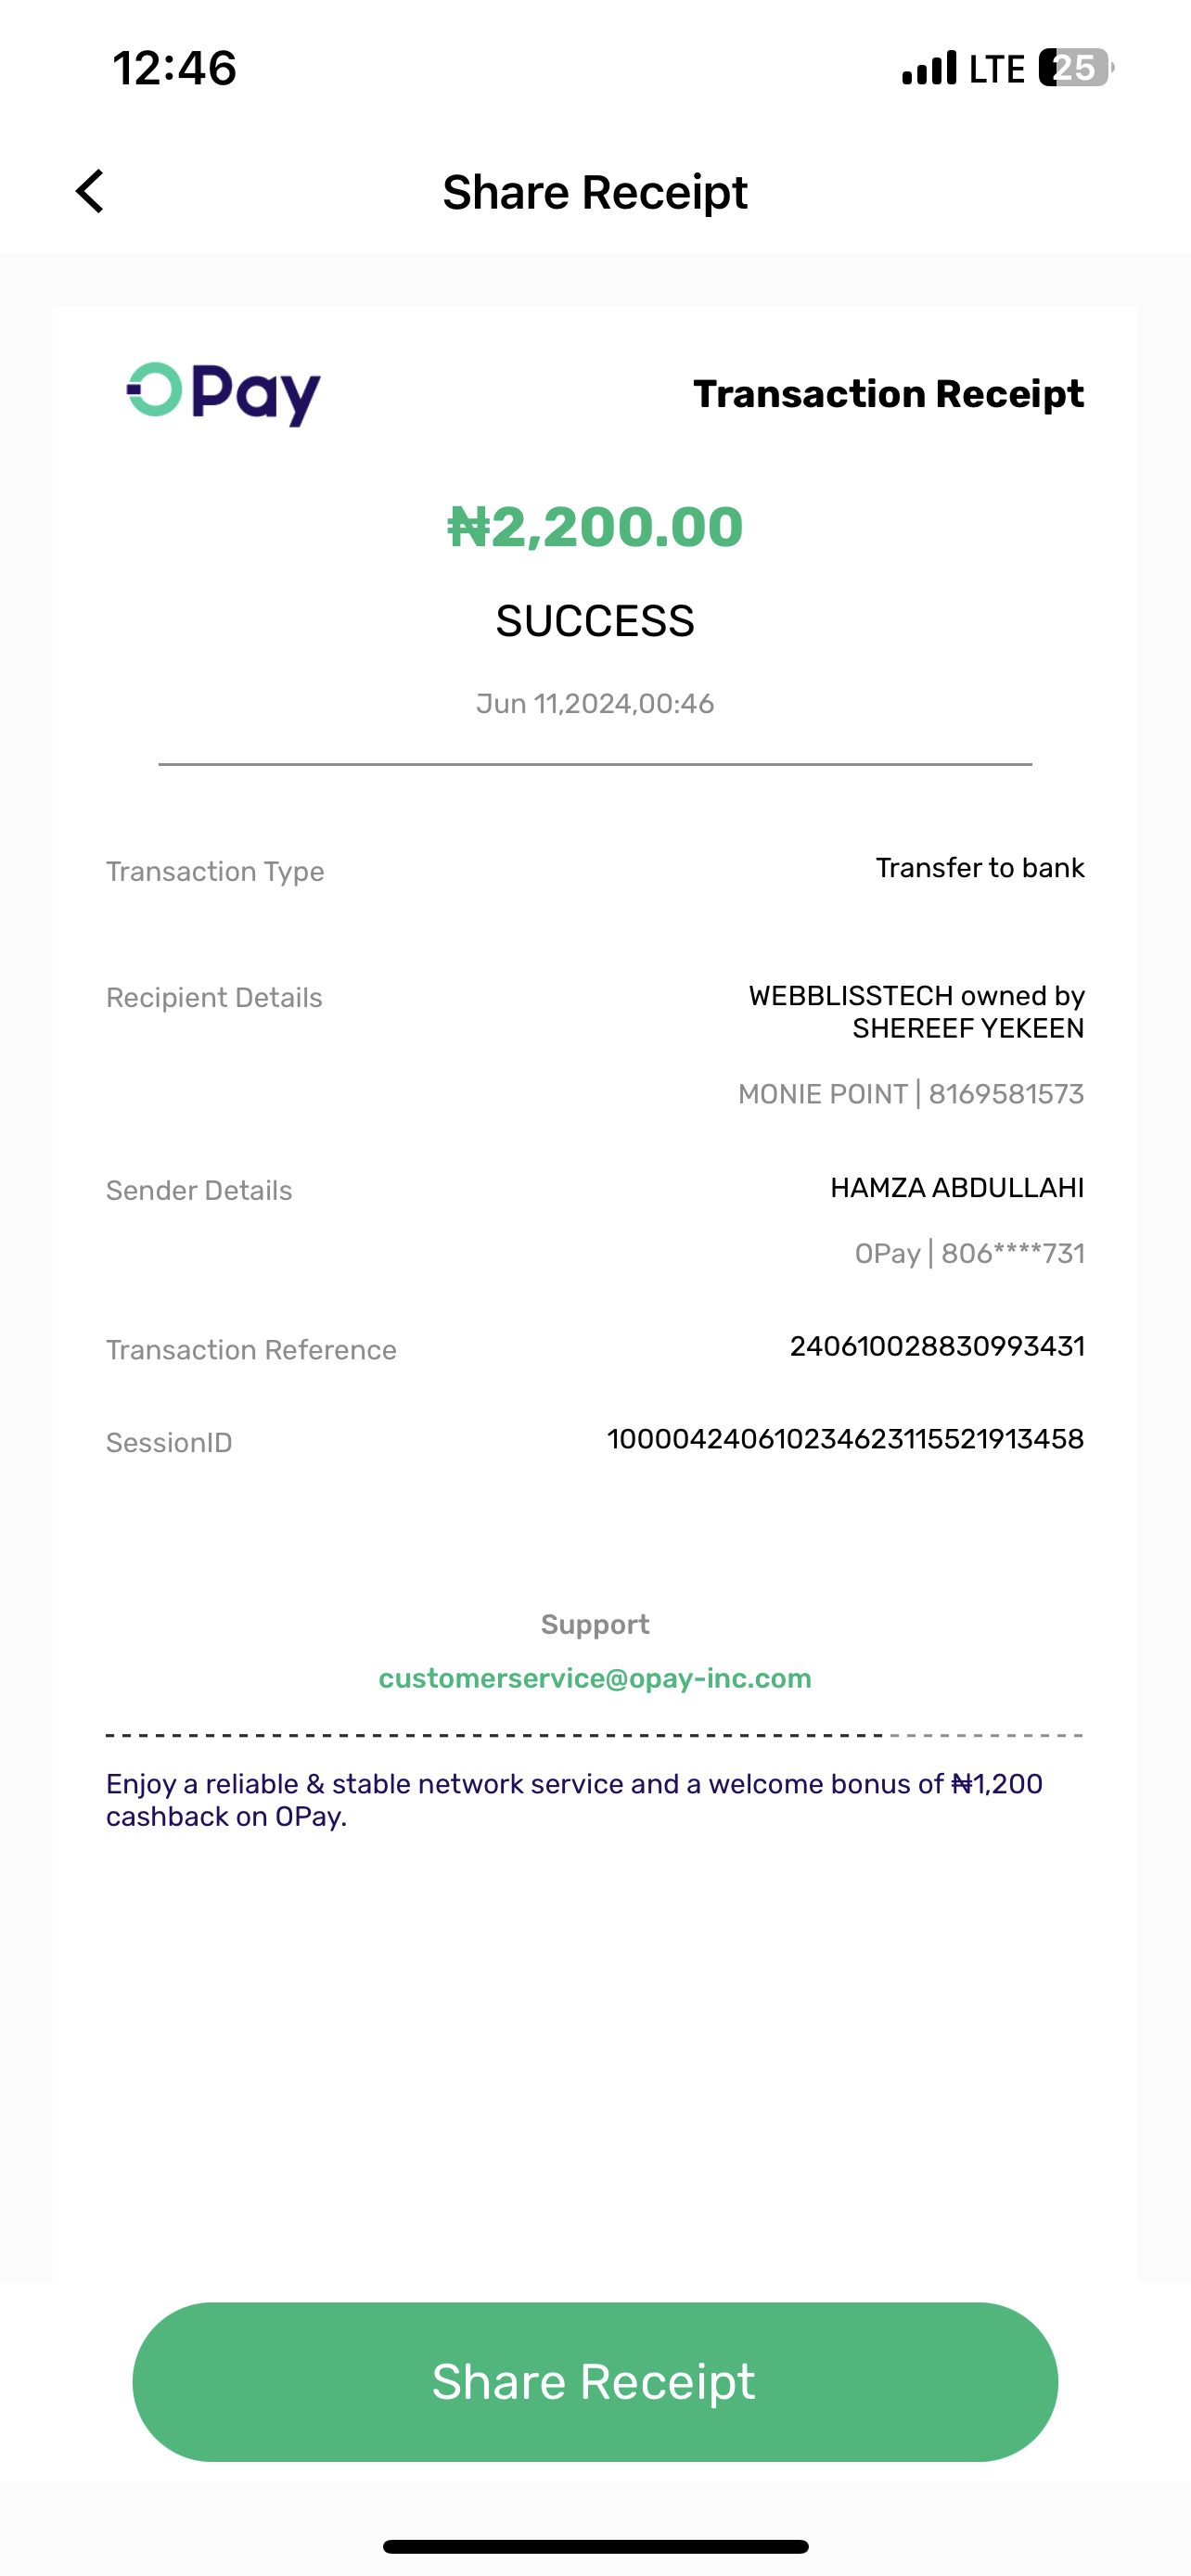 12:46 LTE 25
Share Receipt
OPay Transaction Receipt
₦2,200.00
SUCCESS
Jun 11,2024,00:46
Transaction Type Transfer to bank
Recipient Details WEBBLISSTECH owned by
SHEREEF YEKEEN
MONIE POINT | 8169581573
Sender Details HAMZA ABDULLAHI
OPay | 806****731
Transaction Reference 240610028830993431
SessionID 100004240610234623115521913458
Support
customerservice@opay-inc.com
Enjoy a reliable & stable network service and a welcome bonus of ₦1,200
cashback on OPay.
Share Receipt